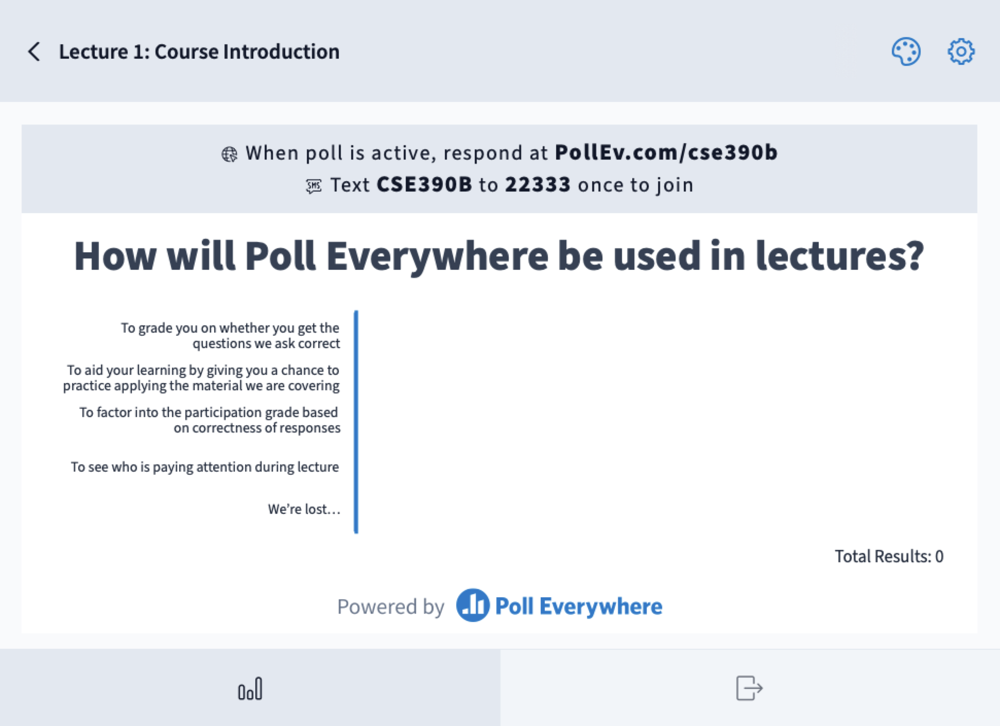 Lecture 1: Course Introduction
When poll is active, respond at PollEv.com/cse390b
SMS Text CSE390B to 22333 once to join
How will Poll Everywhere be used in lectures?
To grade you on whether you get the
questions we ask correct
To aid your learning by giving you a chance to
practice applying the material we are covering
To factor into the participation grade based
on correctness of responses
To see who is paying attention during lecture
We’re lost…
Total Results: 0
Powered by Poll Everywhere